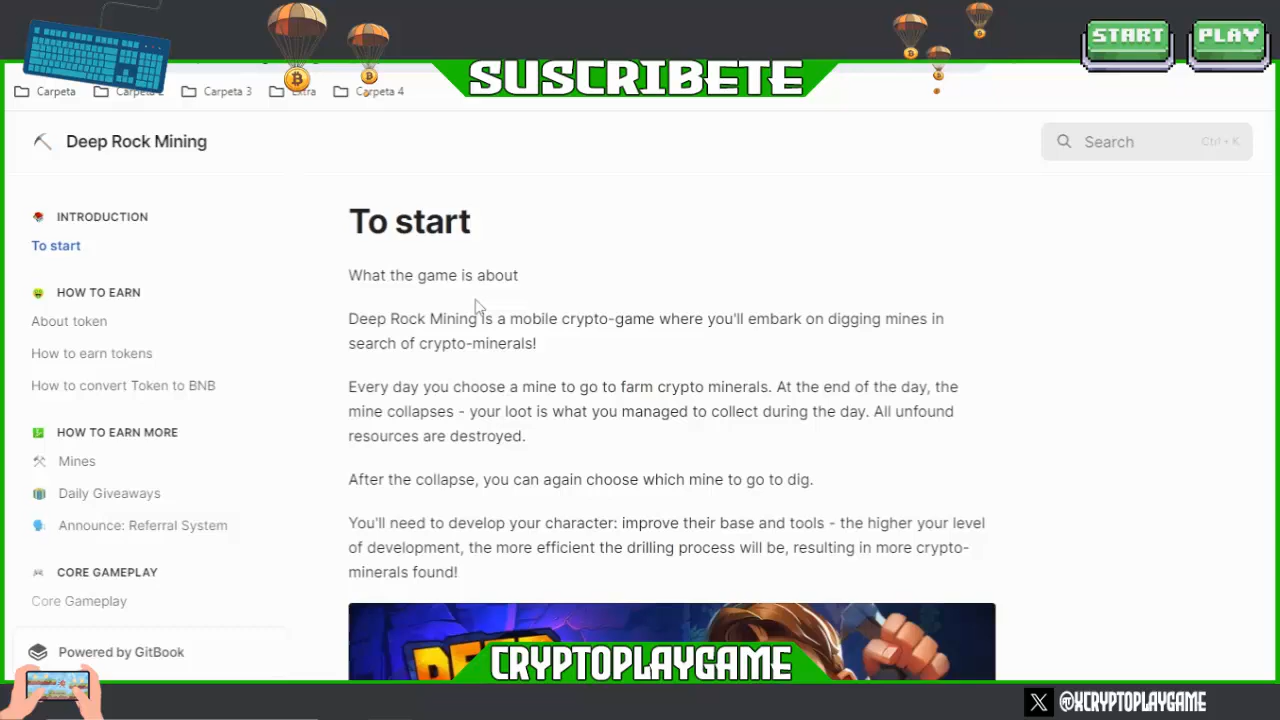 START
PLAY
SUSCRIBETE
Carpeta
Carpeta 2
Carpeta 3
Extra
Carpeta 4
Deep Rock Mining
Search
Ctrl + K
INTRODUCTION
To start
HOW TO EARN
About token
How to earn tokens
How to convert Token to BNB
HOW TO EARN MORE
Mines
Daily Giveaways
Announce: Referral System
CORE GAMEPLAY
Core Gameplay
Powered by GitBook
To start
What the game is about
Deep Rock Mining is a mobile crypto-game where you'll embark on digging mines in
search of crypto-minerals!
Every day you choose a mine to go to farm crypto minerals. At the end of the day, the
mine collapses - your loot is what you managed to collect during the day. All unfound
resources are destroyed.
After the collapse, you can again choose which mine to go to dig.
You'll need to develop your character: improve their base and tools - the higher your level
of development, the more efficient the drilling process will be, resulting in more crypto-
minerals found!
DEEP
CRYPTOPLAYGAME
X @XCRYPTOPLAYGAME